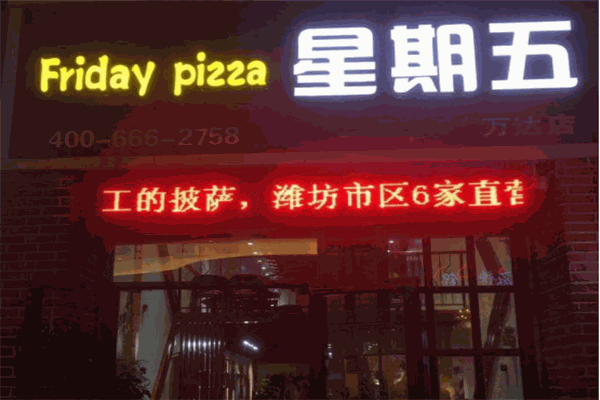 Friday pizza 星期五
400-666-2758 万达店
工的披萨，潍坊市区6家直营